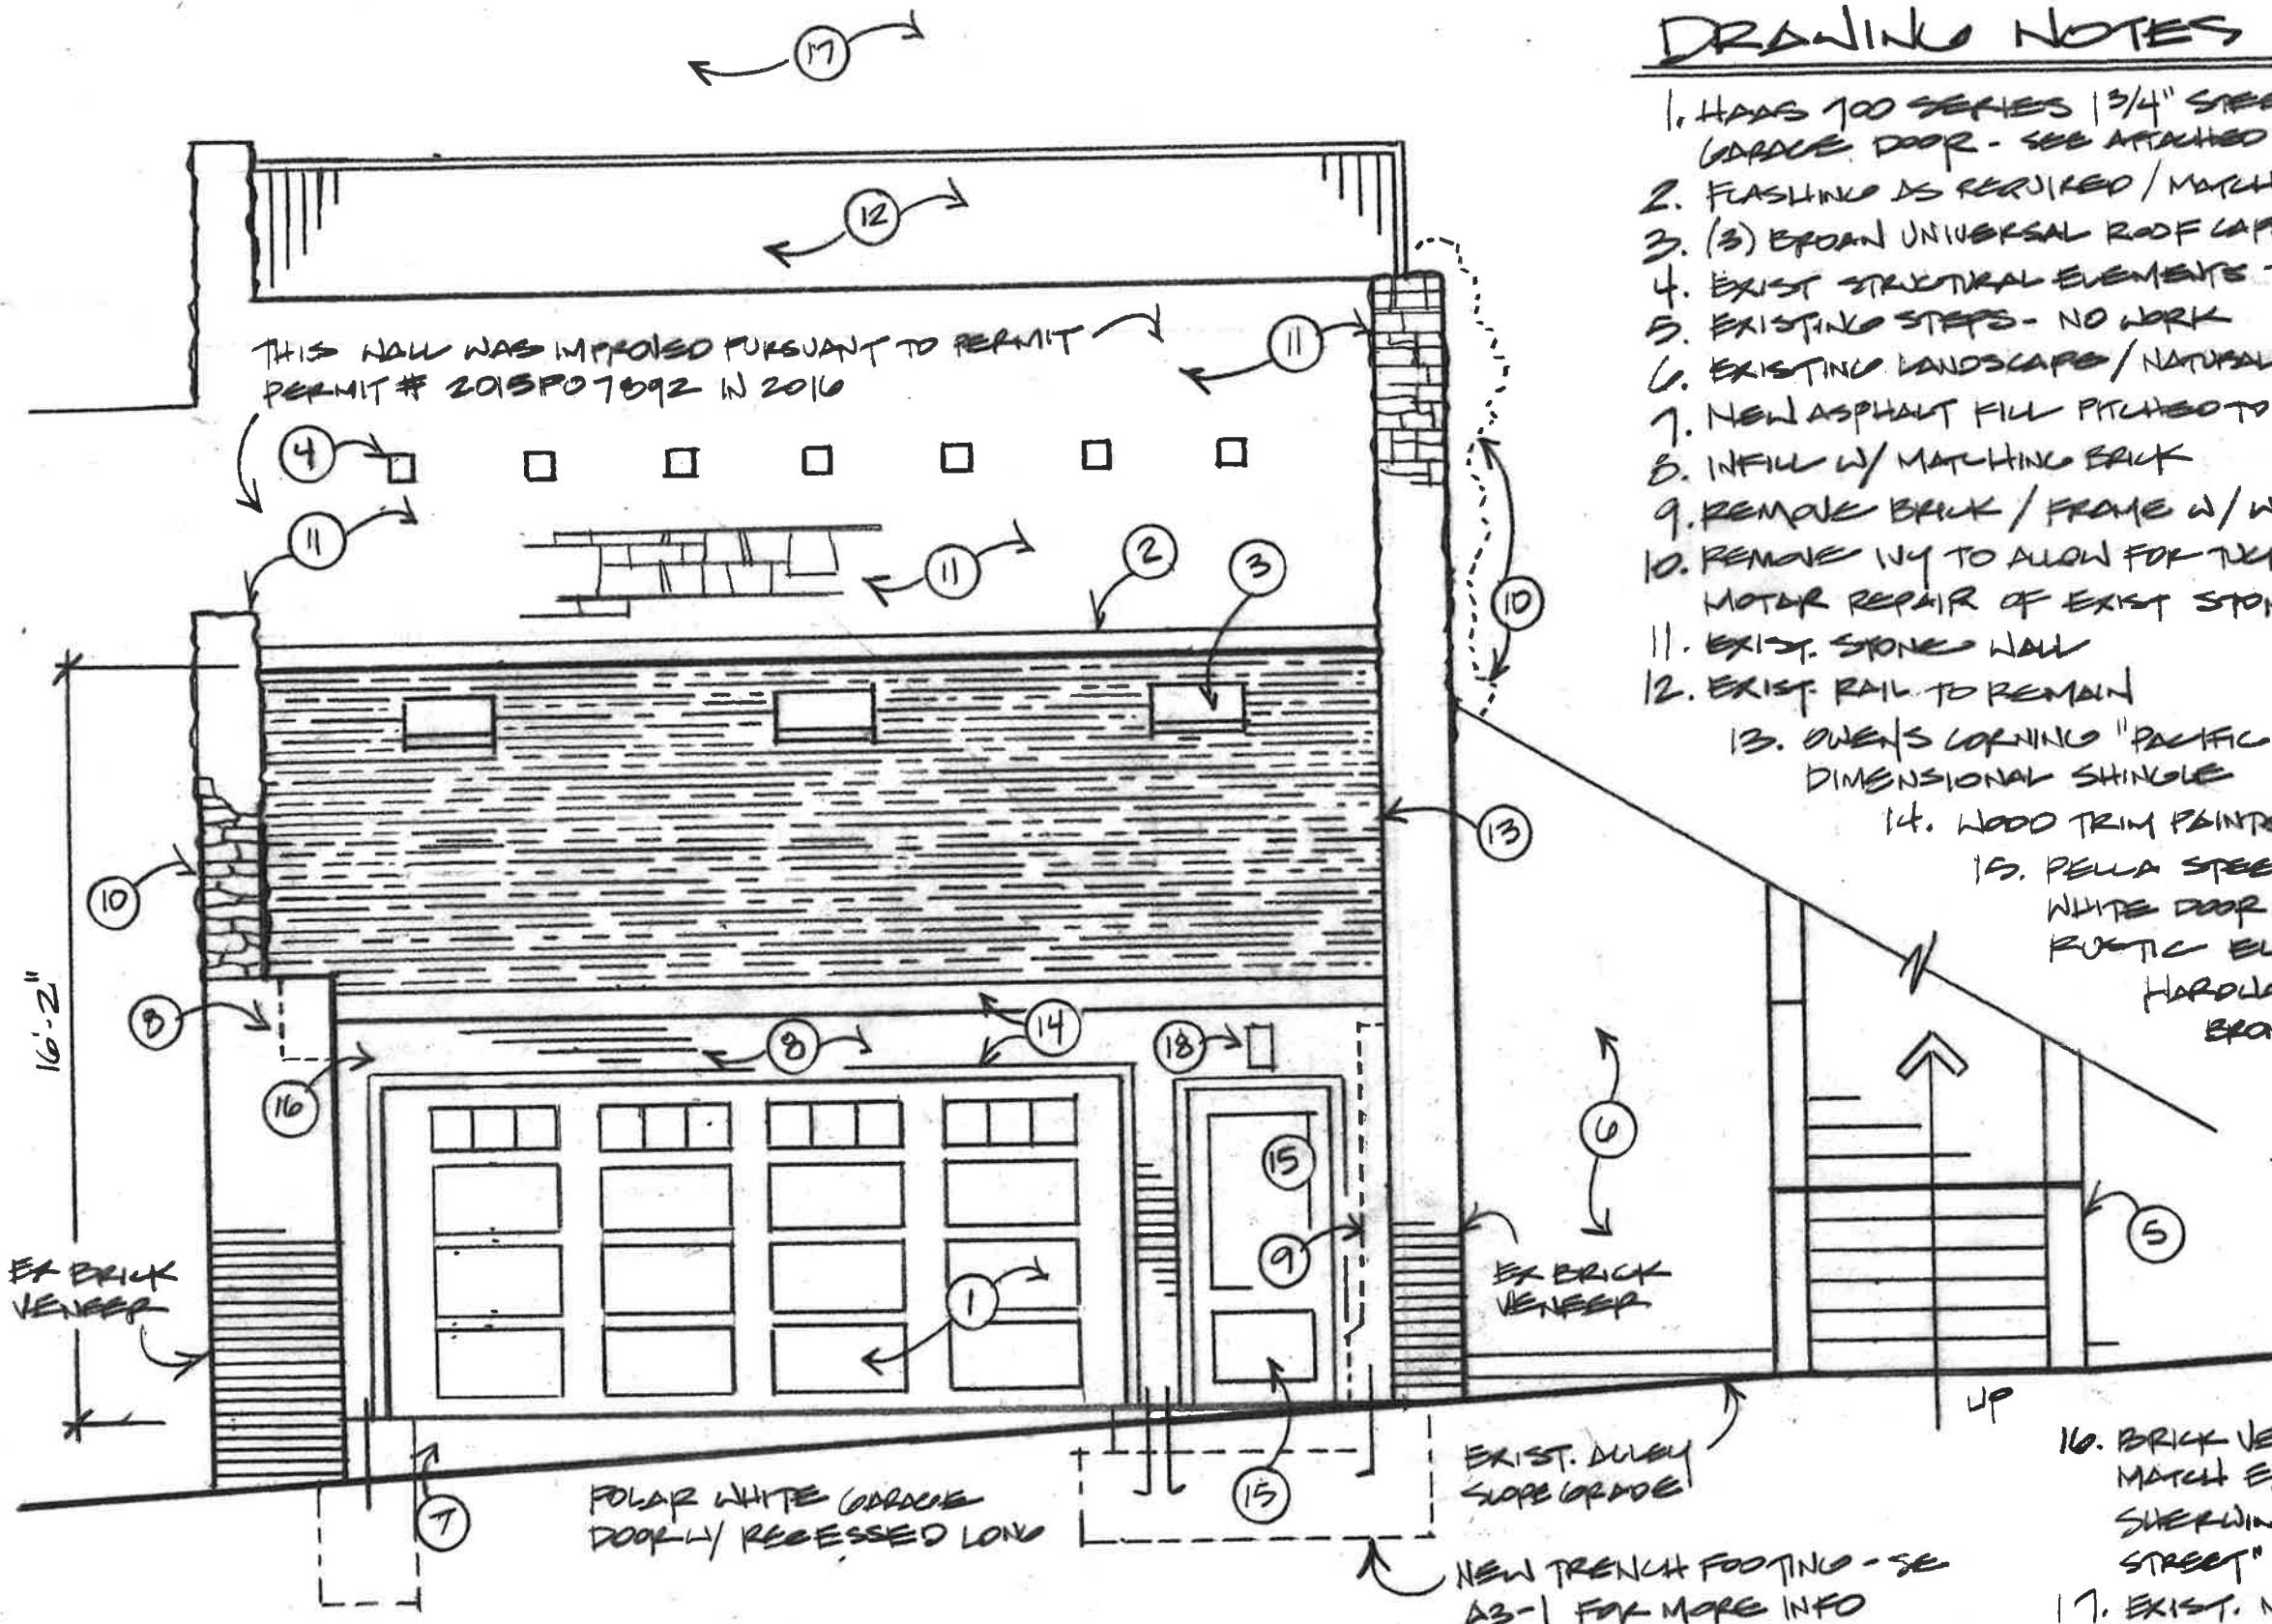 DRAWING NOTES
1. HAAS 700 SERIES 1 3/4" STEE
GARAGE DOOR - SEE ATTACHED
2. FLASHING AS REQUIRED / MATCH
3. (3) BROAN UNIVERSAL ROOF CAP
4. EXIST STRUCTURAL ELEMENTS -
5. EXISTING STEPS - NO WORK
6. EXISTING LANDSCAPE / NATURAL
7. NEW ASPHALT FILL PITCHED TO
8. INFILL W/ MATCHING BRICK
9. REMOVE BRICK / FRAME W/ W
10. REMOVE IVY TO ALLOW FOR TUC
MOTAR REPAIR OF EXIST STON
11. EXIST. STONE WALL
12. EXIST. RAIL TO REMAIN
13. OWENS CORNING "PACIFIC
DIMENSIONAL SHINGLE
14. WOOD TRIM PAINT
15. PELLA STEE
WHITE DOOR
RUSTIC EL
HARDWA
BRO
16. BRICK VE
MATCH E
SHERWIN
STREET"
17. EXIST. N
17
12
THIS WALL WAS IMPROVED PURSUANT TO PERMIT
PERMIT # 2015P07892 IN 2016
11
4
11
11
2
3
10
13
10
16'-2"
8
16
8
14
18
6
15
9
5
1
EX BRICK
VENEER
EX BRICK
VENEER
UP
7
POLAR WHITE GARAGE
DOOR W/ RECESSED LONG
15
EXIST. ALLEY
SLOPE GRADE
NEW TRENCH FOOTING - SE
A3-1 FOR MORE INFO